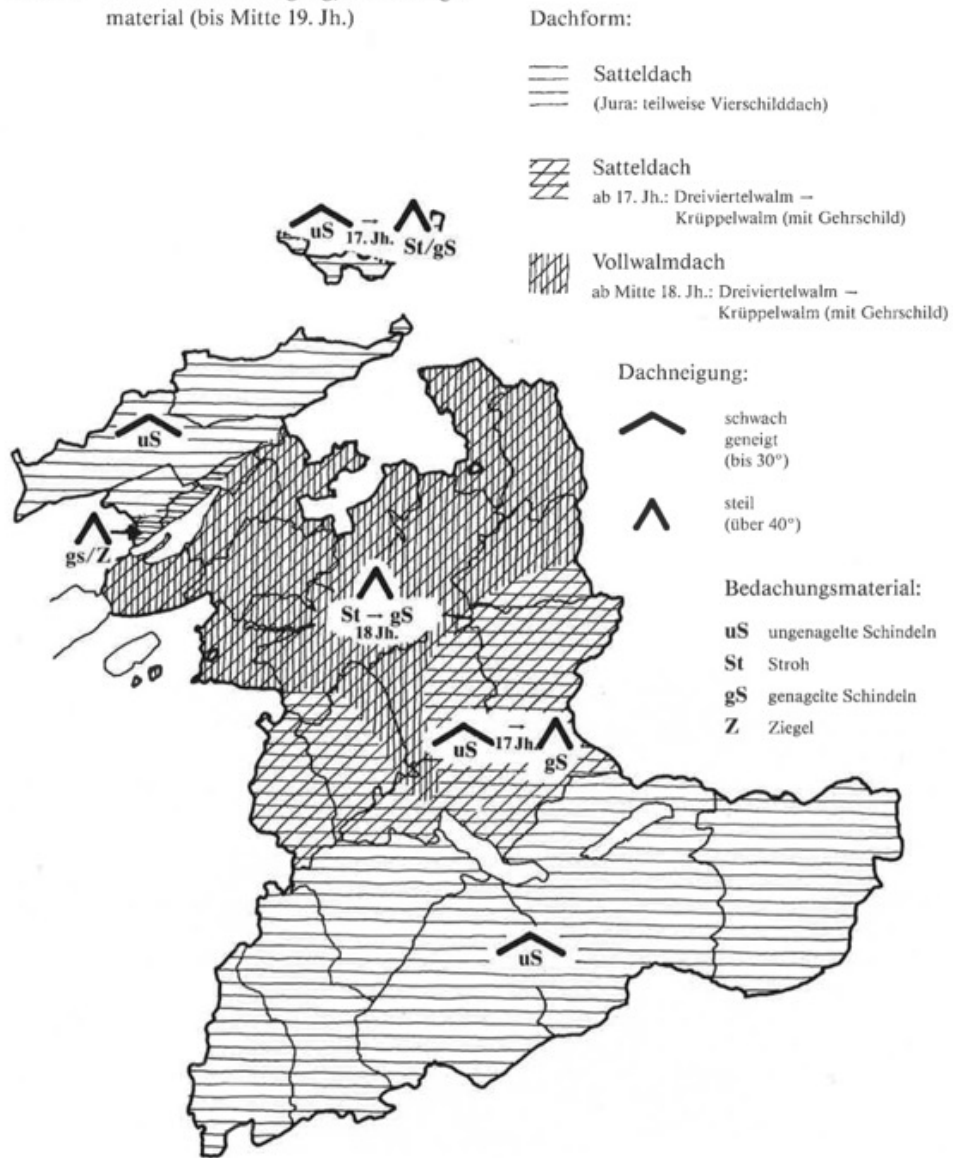 material (bis Mitte 19. Jh.)
Dachform:
Satteldach
(Jura: teilweise Vierschilddach)
Satteldach
ab 17. Jh.: Dreiviertelwalm –
Krüppelwalm (mit Gehrschild)
Vollwalmdach
ab Mitte 18. Jh.: Dreiviertelwalm –
Krüppelwalm (mit Gehrschild)
Dachneigung:
schwach
geneigt
(bis 30°)
steil
(über 40°)
Bedachungsmaterial:
uS ungenagelte Schindeln
St Stroh
gS genagelte Schindeln
Z Ziegel
uS → 17. Jh. St/gS
uS
gs/Z
St → gS
18 Jh.
uS → 17 Jh. gS
uS